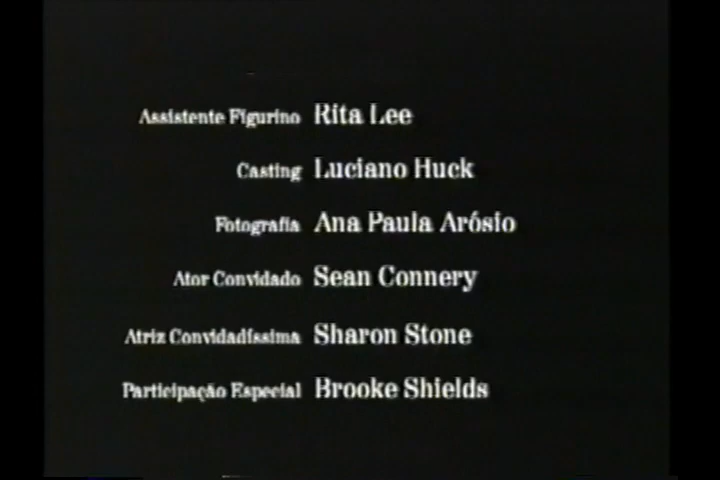 Assistente Figurino Rita Lee
Casting Luciano Huck
Fotografia Ana Paula Arósio
Ator Convidado Sean Connery
Atriz Convidadíssima Sharon Stone
Participação Especial Brooke Shields